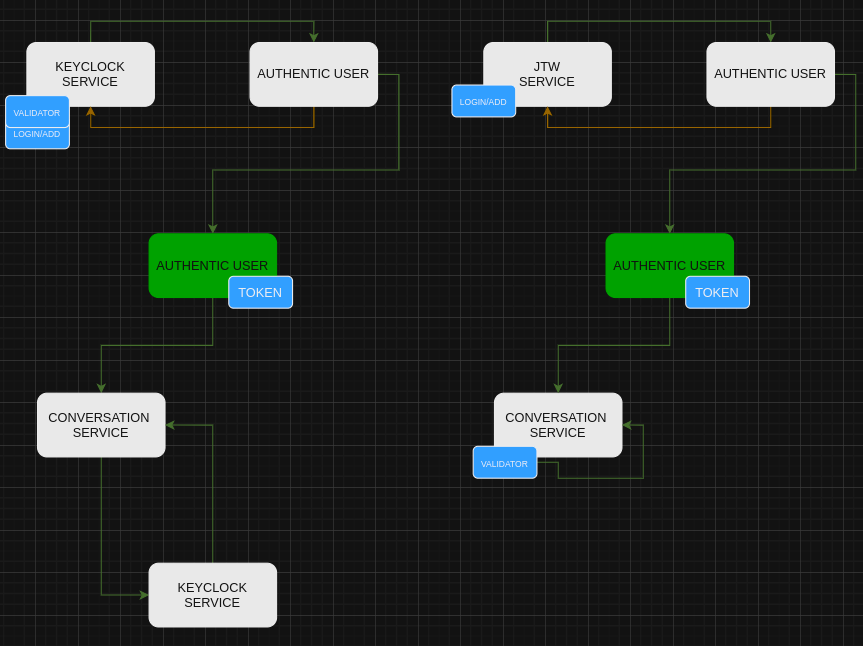 KEYCLOCK
SERVICE
VALIDATOR
LOGIN/ADD
AUTHENTIC USER
AUTHENTIC USER
TOKEN
CONVERSATION
SERVICE
KEYCLOCK
SERVICE
JTW
SERVICE
LOGIN/ADD
AUTHENTIC USER
AUTHENTIC USER
TOKEN
CONVERSATION
SERVICE
VALIDATOR